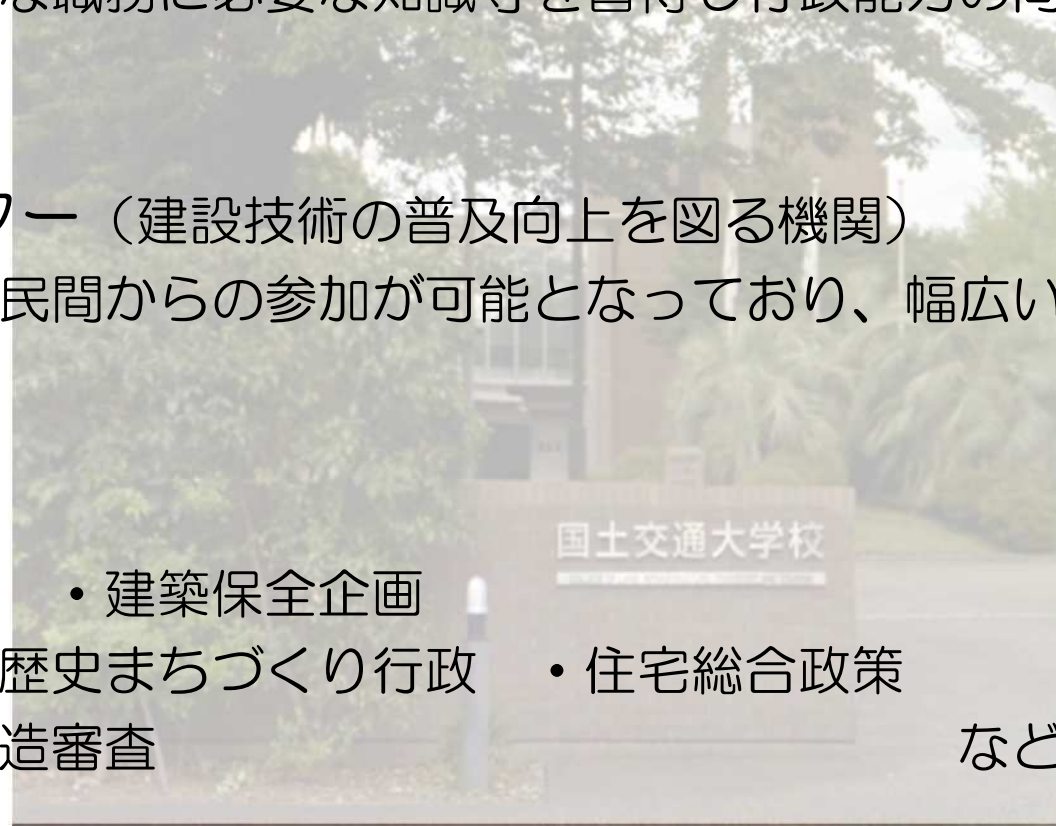 な職務に必要な知識等を習得し行政能力の向
ター（建設技術の普及向上を図る機関）
民間からの参加が可能となっており、幅広い
国土交通大学校
・建築保全企画
歴史まちづくり行政　・住宅総合政策
造審査　など